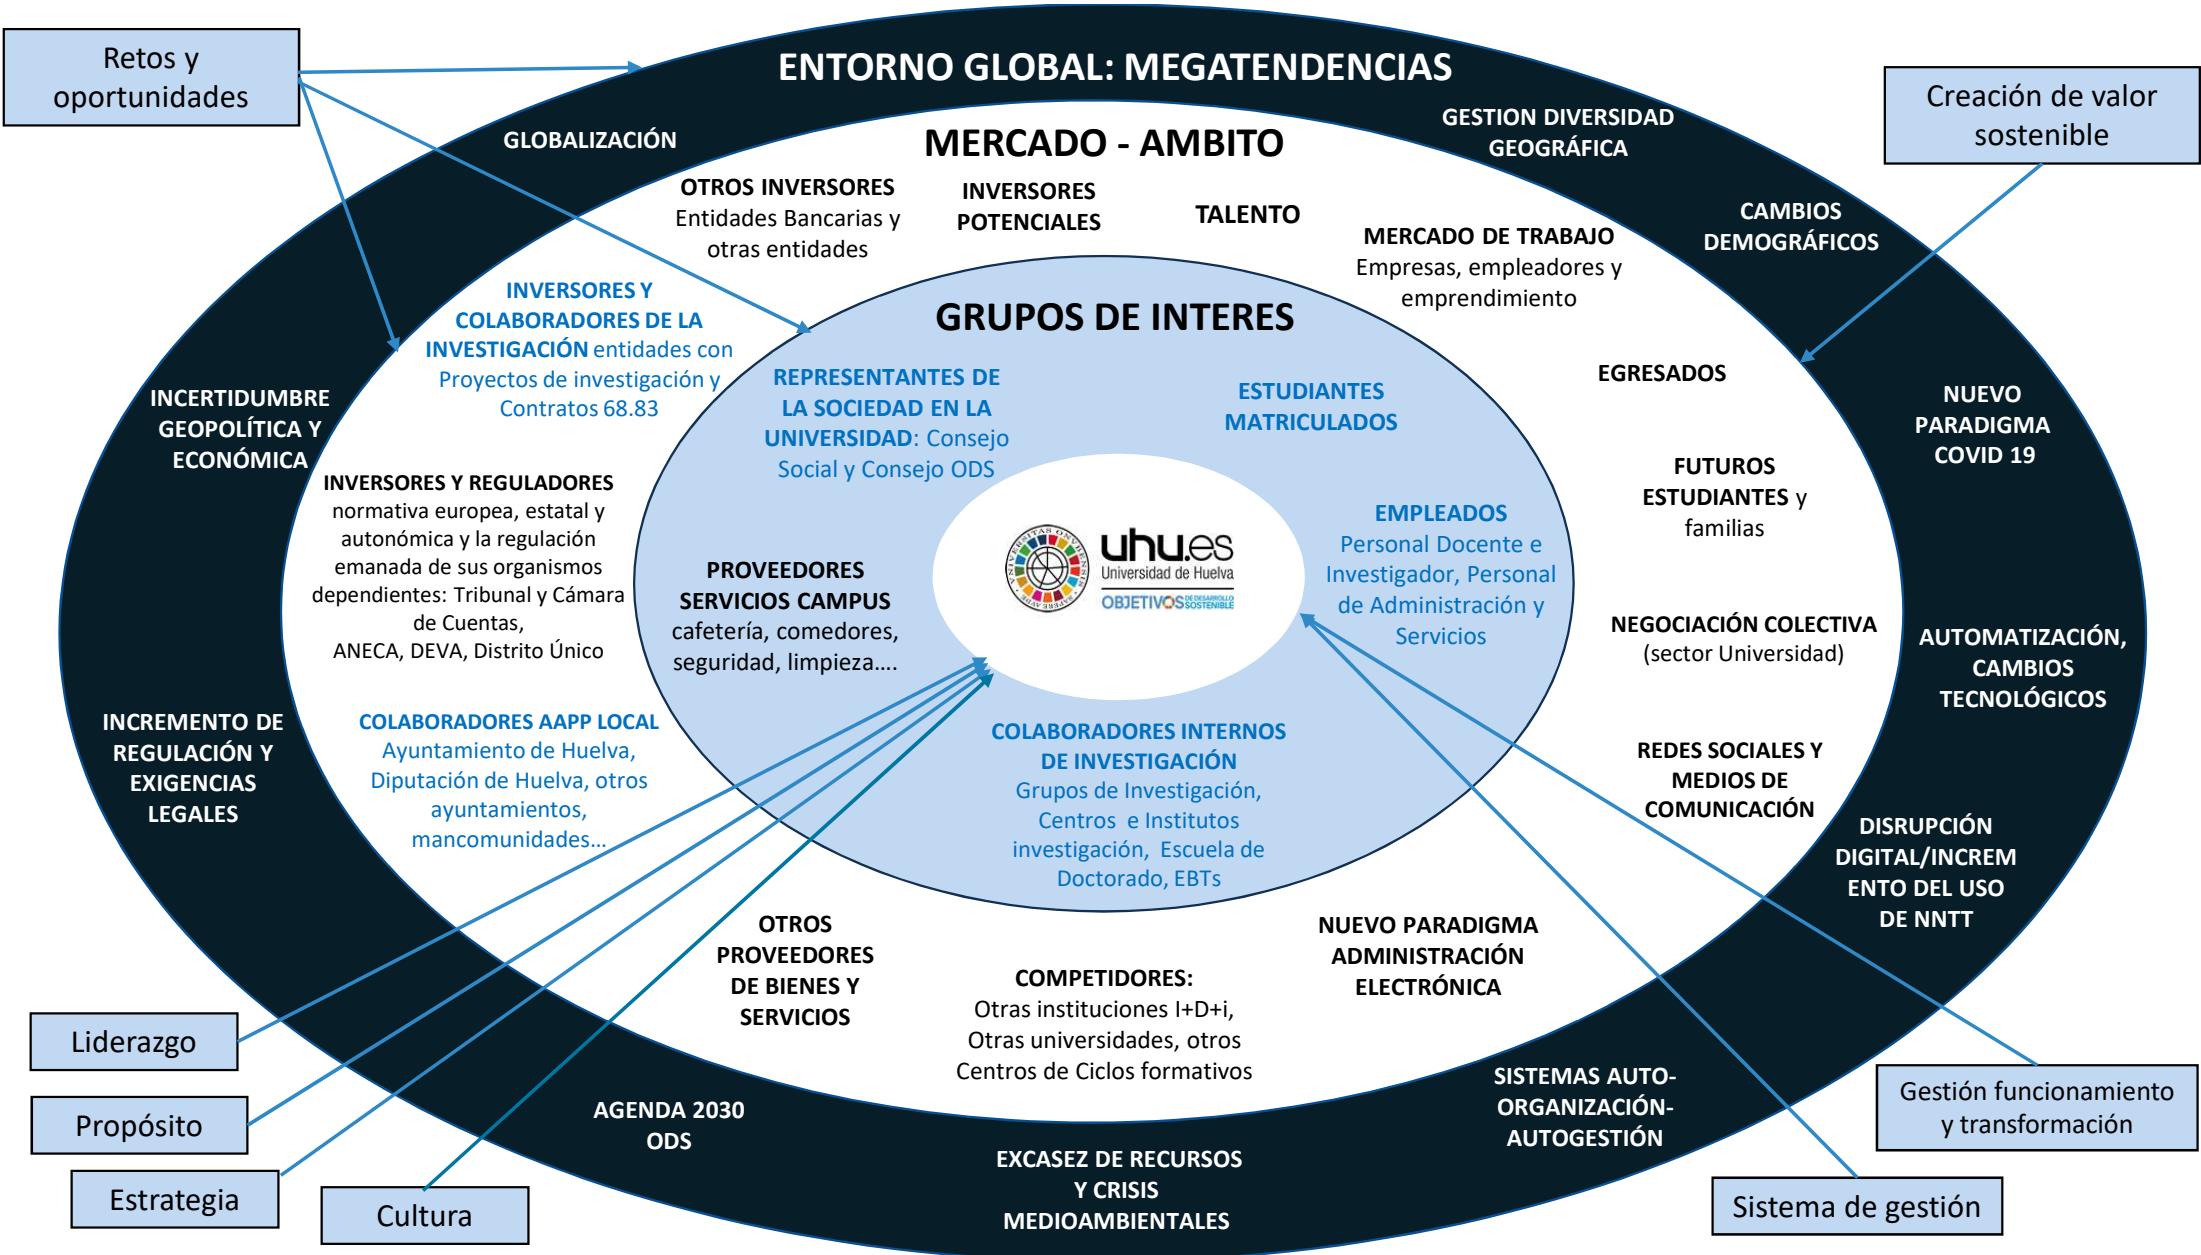 Retos y
oportunidades
ENTORNO GLOBAL: MEGATENDENCIAS
Creación de valor
sostenible
GLOBALIZACIÓN
GESTION DIVERSIDAD
GEOGRÁFICA
CAMBIOS
DEMOGRÁFICOS
NUEVO
PARADIGMA
COVID 19
AUTOMATIZACIÓN,
CAMBIOS
TECNOLÓGICOS
DISRUPCIÓN
DIGITAL/INCREM
ENTO DEL USO
DE NNTT
SISTEMAS AUTO-
ORGANIZACIÓN-
AUTOGESTIÓN
EXCASEZ DE RECURSOS
Y CRISIS
MEDIOAMBIENTALES
AGENDA 2030
ODS
INCREMENTO DE
REGULACIÓN Y
EXIGENCIAS
LEGALES
INCERTIDUMBRE
GEOPOLÍTICA Y
ECONÓMICA
MERCADO - AMBITO
OTROS INVERSORES
Entidades Bancarias y
otras entidades
INVERSORES
POTENCIALES
TALENTO
MERCADO DE TRABAJO
Empresas, empleadores y
emprendimiento
EGRESADOS
FUTUROS
ESTUDIANTES y
familias
NEGOCIACIÓN COLECTIVA
(sector Universidad)
REDES SOCIALES Y
MEDIOS DE
COMUNICACIÓN
NUEVO PARADIGMA
ADMINISTRACIÓN
ELECTRÓNICA
COMPETIDORES:
Otras instituciones I+D+i,
Otras universidades, otros
Centros de Ciclos formativos
OTROS
PROVEEDORES
DE BIENES Y
SERVICIOS
COLABORADORES AAPP LOCAL
Ayuntamiento de Huelva,
Diputación de Huelva, otros
ayuntamientos,
mancomunidades…
INVERSORES Y REGULADORES
normativa europea, estatal y
autonómica y la regulación
emanada de sus organismos
dependientes: Tribunal y Cámara
de Cuentas,
ANECA, DEVA, Distrito Único
INVERSORES Y
COLABORADORES DE LA
INVESTIGACIÓN entidades con
Proyectos de investigación y
Contratos 68.83
GRUPOS DE INTERES
REPRESENTANTES DE
LA SOCIEDAD EN LA
UNIVERSIDAD: Consejo
Social y Consejo ODS
ESTUDIANTES
MATRICULADOS
EMPLEADOS
Personal Docente e
Investigador, Personal
de Administración y
Servicios
PROVEEDORES
SERVICIOS CAMPUS
cafetería, comedores,
seguridad, limpieza....
COLABORADORES INTERNOS
DE INVESTIGACIÓN
Grupos de Investigación,
Centros e Institutos
investigación, Escuela de
Doctorado, EBTs
uhu.es
Universidad de Huelva
OBJETIVOS DE DESARROLLO
SOSTENIBLE
Liderazgo
Propósito
Estrategia
Cultura
Gestión funcionamiento
y transformación
Sistema de gestión